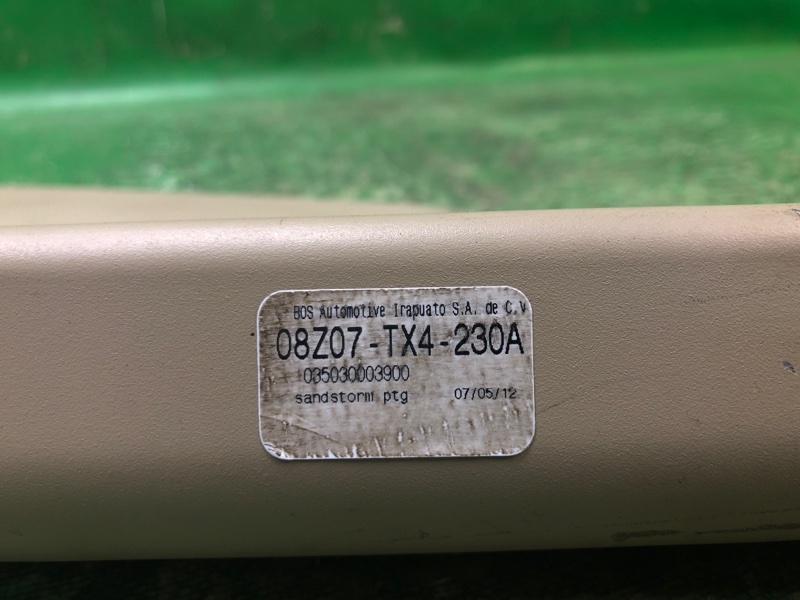 BOS Automotive Irapuato S.A. de C.V
08Z07-TX4-230A
035030003900
sandstorm ptg 07/05/12